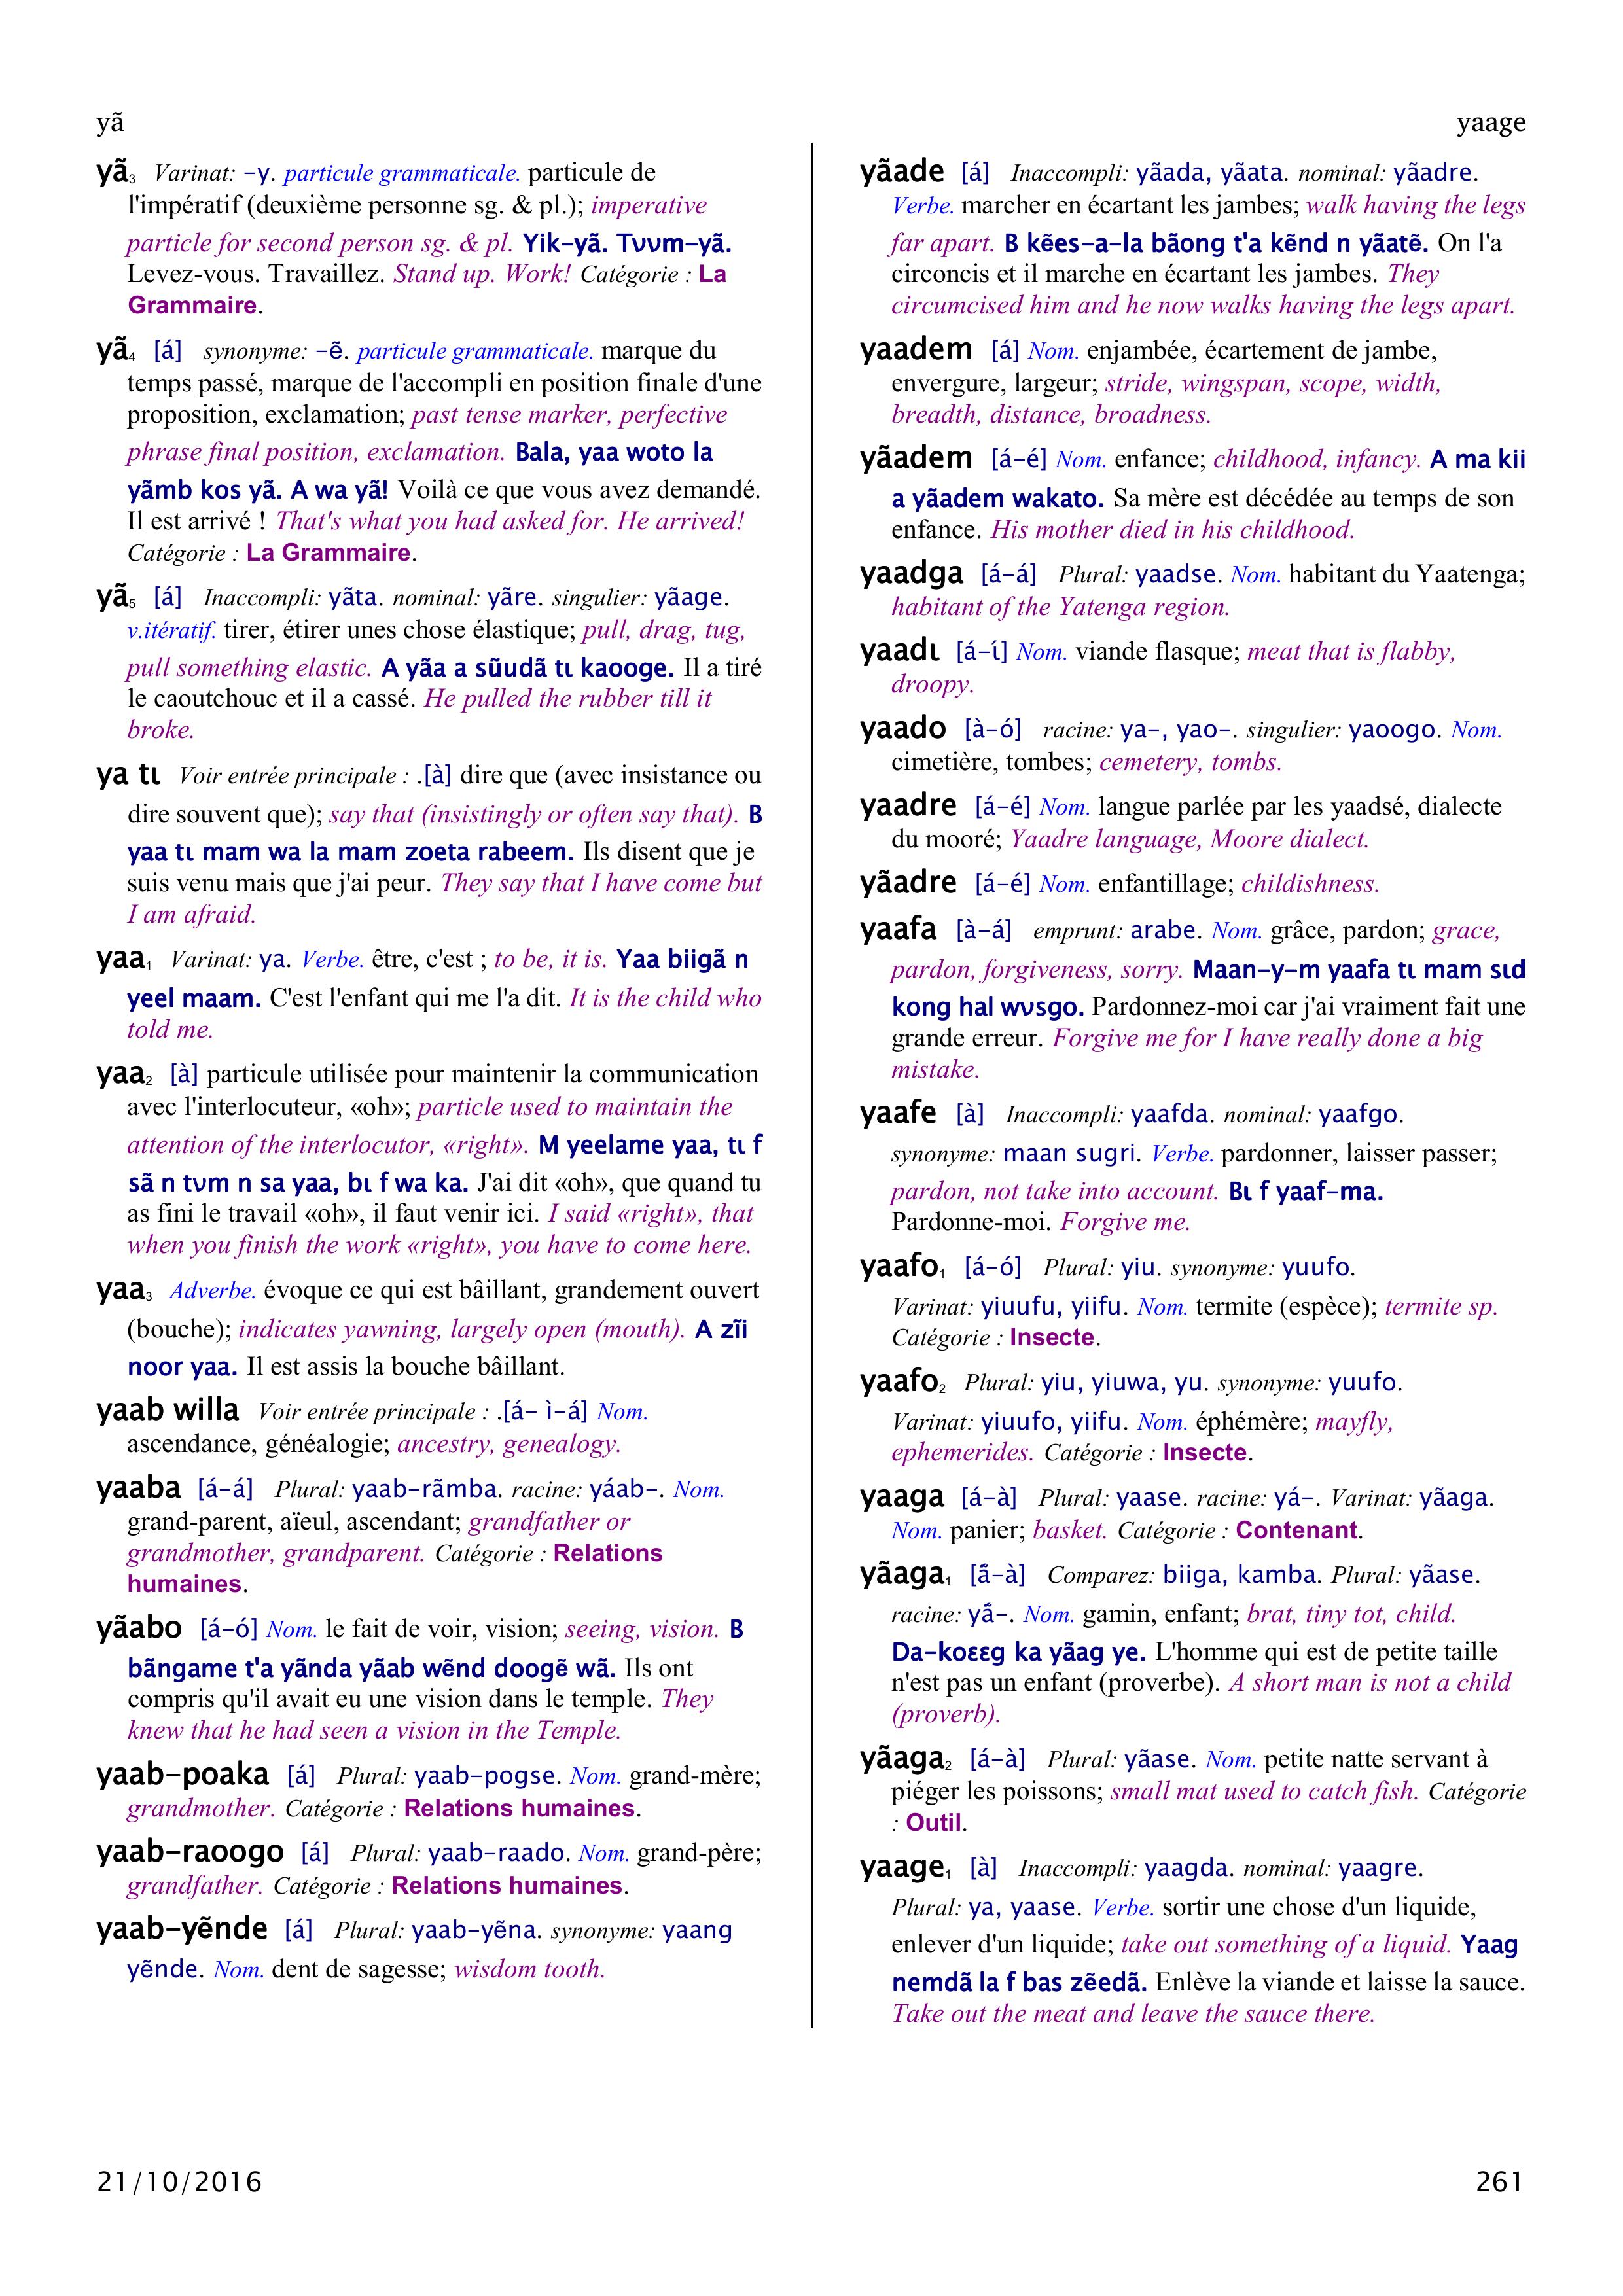 yã
yaage
yã₃ Varinat: –y. particule grammaticale. particule de
l'impératif (deuxième personne sg. & pl.); imperative
particle for second person sg. & pl. Yik–yã. Tʋʋm–yã.
Levez-vous. Travaillez. Stand up. Work! Catégorie : La
Grammaire.
yã₄ [á] synonyme: –ẽ. particule grammaticale. marque du
temps passé, marque de l'accompli en position finale d'une
proposition, exclamation; past tense marker, perfective
phrase final position, exclamation. Bala, yaa woto la
yãmb kos yã. A wa yã! Voilà ce que vous avez demandé.
Il est arrivé ! That's what you had asked for. He arrived!
Catégorie : La Grammaire.
yã₅ [á] Inaccompli: yãta. nominal: yãre. singulier: yãage.
v.itératif. tirer, étirer unes chose élastique; pull, drag, tug,
pull something elastic. A yãa a sũudã tɩ kaooge. Il a tiré
le caoutchouc et il a cassé. He pulled the rubber till it
broke.
ya tɩ Voir entrée principale : .[à] dire que (avec insistance ou
dire souvent que); say that (insistingly or often say that). B
yaa tɩ mam wa la mam zoeta rabeem. Ils disent que je
suis venu mais que j'ai peur. They say that I have come but
I am afraid.
yaa₁ Varinat: ya. Verbe. être, c'est ; to be, it is. Yaa biigã n
yeel maam. C'est l'enfant qui me l'a dit. It is the child who
told me.
yaa₂ [à] particule utilisée pour maintenir la communication
avec l'interlocuteur, «oh»; particle used to maintain the
attention of the interlocutor, «right». M yeelame yaa, tɩ f
sã n tʋm n sa yaa, bɩ f wa ka. J'ai dit «oh», que quand tu
as fini le travail «oh», il faut venir ici. I said «right», that
when you finish the work «right», you have to come here.
yaa₃ Adverbe. évoque ce qui est bâillant, grandement ouvert
(bouche); indicates yawning, largely open (mouth). A zĩi
noor yaa. Il est assis la bouche bâillant.
yaab willa Voir entrée principale : .[á– ì–á] Nom.
ascendance, généalogie; ancestry, genealogy.
yaaba [á–á] Plural: yaab–rãmba. racine: yáab–. Nom.
grand-parent, aïeul, ascendant; grandfather or
grandmother, grandparent. Catégorie : Relations
humaines.
yãabo [á–ó] Nom. le fait de voir, vision; seeing, vision. B
bãngame t'a yãnda yãab wẽnd doogẽ wã. Ils ont
compris qu'il avait eu une vision dans le temple. They
knew that he had seen a vision in the Temple.
yaab–poaka [á] Plural: yaab–pogse. Nom. grand-mère;
grandmother. Catégorie : Relations humaines.
yaab–raoogo [á] Plural: yaab–raado. Nom. grand-père;
grandfather. Catégorie : Relations humaines.
yaab–yẽnde [á] Plural: yaab–yẽna. synonyme: yaang
yẽnde. Nom. dent de sagesse; wisdom tooth.
yãade [á] Inaccompli: yãada, yãata. nominal: yãadre.
Verbe. marcher en écartant les jambes; walk having the legs
far apart. B kẽes–a–la bãong t'a kẽnd n yãatẽ. On l'a
circoncis et il marche en écartant les jambes. They
circumcised him and he now walks having the legs apart.
yaadem [á] Nom. enjambée, écartement de jambe,
envergure, largeur; stride, wingspan, scope, width,
breadth, distance, broadness.
yãadem [á–é] Nom. enfance; childhood, infancy. A ma kii
a yãadem wakato. Sa mère est décédée au temps de son
enfance. His mother died in his childhood.
yaadga [á–á] Plural: yaadse. Nom. habitant du Yaatenga;
habitant of the Yatenga region.
yaadɩ [á–ɩ́] Nom. viande flasque; meat that is flabby,
droopy.
yaado [à–ó] racine: ya–, yao–. singulier: yaoogo. Nom.
cimetière, tombes; cemetery, tombs.
yaadre [á–é] Nom. langue parlée par les yaadsé, dialecte
du mooré; Yaadre language, Moore dialect.
yãadre [á–é] Nom. enfantillage; childishness.
yaafa [à–á] emprunt: arabe. Nom. grâce, pardon; grace,
pardon, forgiveness, sorry. Maan–y–m yaafa tɩ mam sɩd
kong hal wʋsgo. Pardonnez-moi car j'ai vraiment fait une
grande erreur. Forgive me for I have really done a big
mistake.
yaafe [à] Inaccompli: yaafda. nominal: yaafgo.
synonyme: maan sugri. Verbe. pardonner, laisser passer;
pardon, not take into account. Bɩ f yaaf–ma.
Pardonne-moi. Forgive me.
yaafo₁ [á–ó] Plural: yiu. synonyme: yuufo.
Varinat: yiuufu, yiifu. Nom. termite (espèce); termite sp.
Catégorie : Insecte.
yaafo₂ Plural: yiu, yiuwa, yu. synonyme: yuufo.
Varinat: yiuufo, yiifu. Nom. éphémère; mayfly,
ephemerides. Catégorie : Insecte.
yaaga [á–à] Plural: yaase. racine: yá–. Varinat: yãaga.
Nom. panier; basket. Catégorie : Contenant.
yãaga₁ [ã́–à] Comparez: biiga, kamba. Plural: yãase.
racine: yã́–. Nom. gamin, enfant; brat, tiny tot, child.
Da–koɛɛg ka yãag ye. L'homme qui est de petite taille
n'est pas un enfant (proverbe). A short man is not a child
(proverb).
yãaga₂ [á–à] Plural: yãase. Nom. petite natte servant à
piéger les poissons; small mat used to catch fish. Catégorie
: Outil.
yaage₁ [à] Inaccompli: yaagda. nominal: yaagre.
Plural: ya, yaase. Verbe. sortir une chose d'un liquide,
enlever d'un liquide; take out something of a liquid. Yaag
nemdã la f bas zẽedã. Enlève la viande et laisse la sauce.
Take out the meat and leave the sauce there.
21/10/2016
261